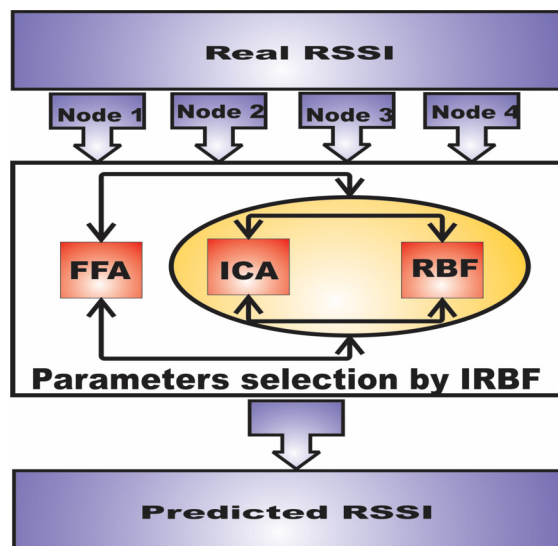 Real RSSI
Node 1 Node 2 Node 3 Node 4
FFA ICA RBF
Parameters selection by IRBF
Predicted RSSI